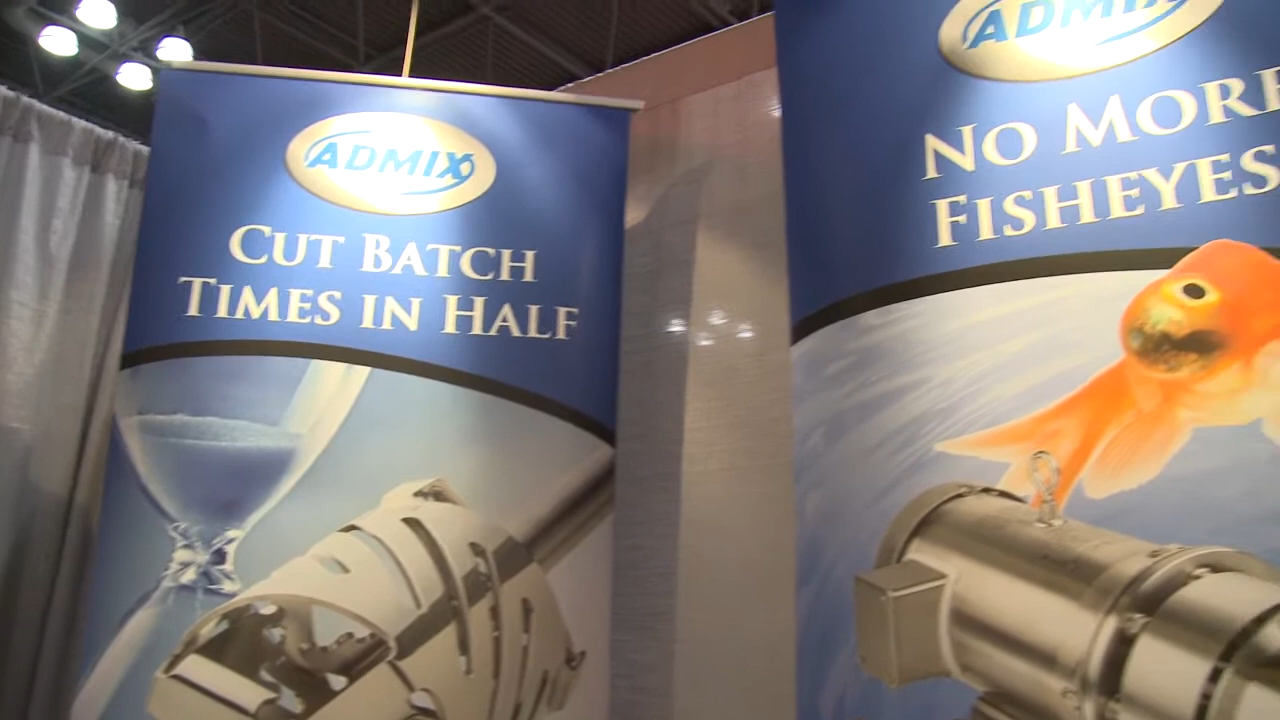 ADMIX
CUT BATCH
TIMES IN HALF
ADMIX
NO MORE
FISHEYES